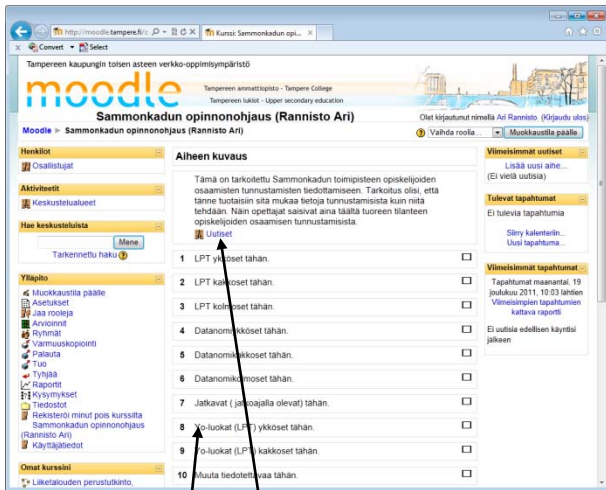 http://moodle.tampere.fi/c
Kurssi: Sammonkadun opi...
Convert
Select
Tampereen kaupungin toisen asteen verkko-oppimisympäristö
moodle
Tampereen ammattiopisto - Tampere College
Tampereen lukiot - Upper secondary education
Sammonkadun opinnonohjaus (Rannisto Ari)
Olet kirjautunut nimellä Ari Rannisto. (Kirjaudu ulos)
Moodle ► Sammonkadun opinnonohjaus (Rannisto Ari)
Vaihda roolia...
Muokkaustila päälle
Henkilöt
Osallistujat
Aktiviteetit
Keskustelualueet
Hae keskusteluista
Mene
Tarkennettu haku
Ylläpito
Muokkaustila päälle
Asetukset
Jaa rooleja
Arvioinnit
Ryhmät
Varmuuskopiointi
Palauta
Tuo
Tyhjää
Raportit
Kysymykset
Tiedostot
Rekisteröi minut pois kurssilta
Sammonkadun opinnonohjaus
(Rannisto Ari)
Käyttäjätiedot
Omat kurssini
Liiketalouden perustutkinto,
Aiheen kuvaus
Tämä on tarkoitettu Sammonkadun toimipisteen opiskelijoiden
osaamisten tunnustamisten tiedottamiseen. Tarkoitus olisi, että
tänne tuotaisiin sitä mukaa tietoja tunnustamisista kuin niitä
tehdään. Näin opettajat saisivat aina täältä tuoreen tilanteen
opiskelijoiden osaamisen tunnustamisista.
Uutiset
1 LPT ykköset tähän.
2 LPT kakkoset tähän.
3 LPT kolmoset tähän.
4 Datanomiykköset tähän.
5 Datanomikakkoset tähän.
6 Datanomikolmoset tähän.
7 Jatkavat ( jatkoajalla olevat) tähän.
8 Yo-luokat (LPT) ykköset tähän.
9 Yo-luokat (LPT) kakkoset tähän.
10 Muuta tiedotettavaa tähän.
Viimeisimmät uutiset
Lisää uusi aihe...
(Ei vielä uutisia)
Tulevat tapahtumat
Ei tulevia tapahtumia
Siirry kalenteriin...
Uusi tapahtuma...
Viimeisimmät tapahtumat
Tapahtumat maanantai, 19
joulukuu 2011, 10:03 lähtien
Viimeisimpien tapahtumien
kattava raportti
Ei uutisia edellisen käyntisi
jälkeen